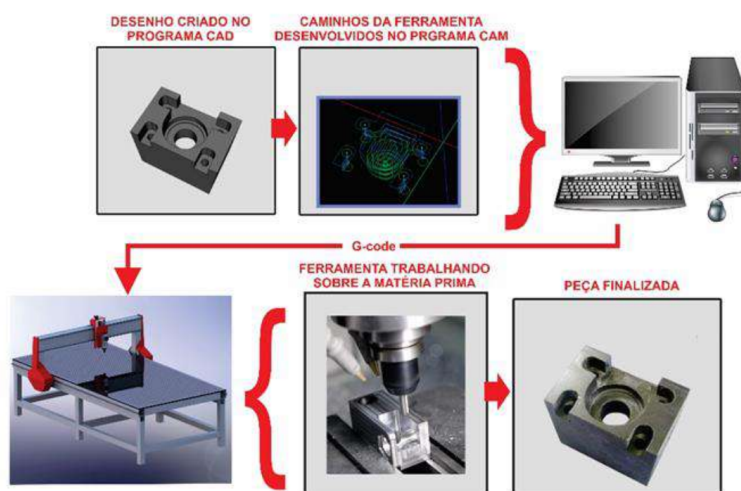 DESENHO CRIADO NO
PROGRAMA CAD
CAMINHOS DA FERRAMENTA
DESENVOLVIDOS NO PRGRAMA CAM
G-code
FERRAMENTA TRABALHANDO
SOBRE A MATÉRIA PRIMA
PEÇA FINALIZADA